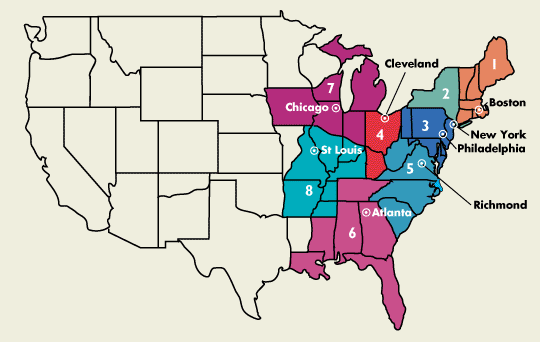 1
Cleveland
7
2
Boston
Chicago
3
New York
4
Philadelphia
St Louis
5
8
Richmond
Atlanta
6